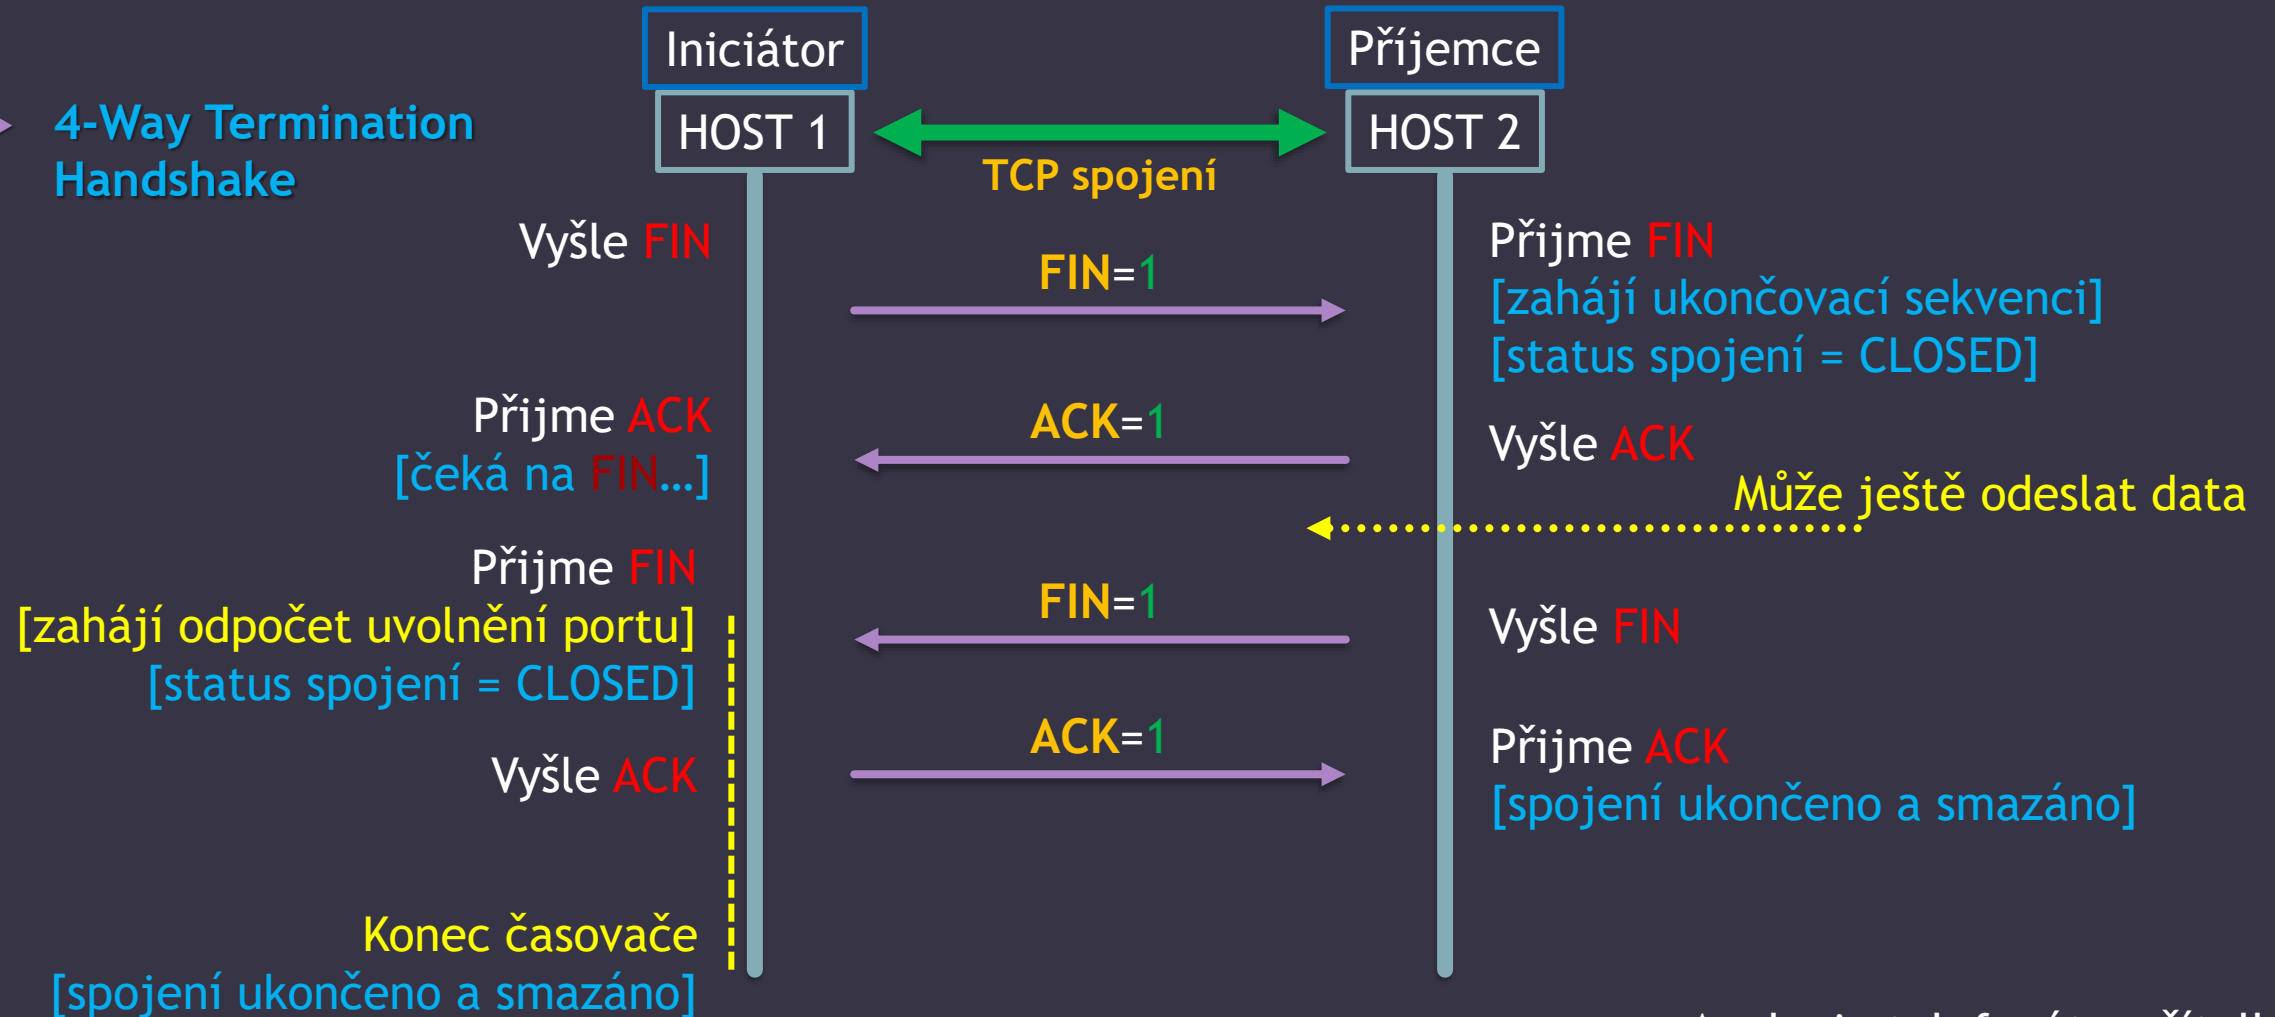 Iniciátor
Příjemce
4-Way Termination
Handshake
HOST 1
HOST 2
TCP spojení
Vyšle FIN
FIN=1
Přijme FIN
[zahájí ukončovací sekvenci]
[status spojení = CLOSED]
Přijme ACK
[čeká na FIN…]
ACK=1
Vyšle ACK
Může ještě odeslat data
Přijme FIN
[zahájí odpočet uvolnění portu]
[status spojení = CLOSED]
FIN=1
Vyšle FIN
Vyšle ACK
ACK=1
Přijme ACK
[spojení ukončeno a smazáno]
Konec časovače
[spojení ukončeno a smazáno]